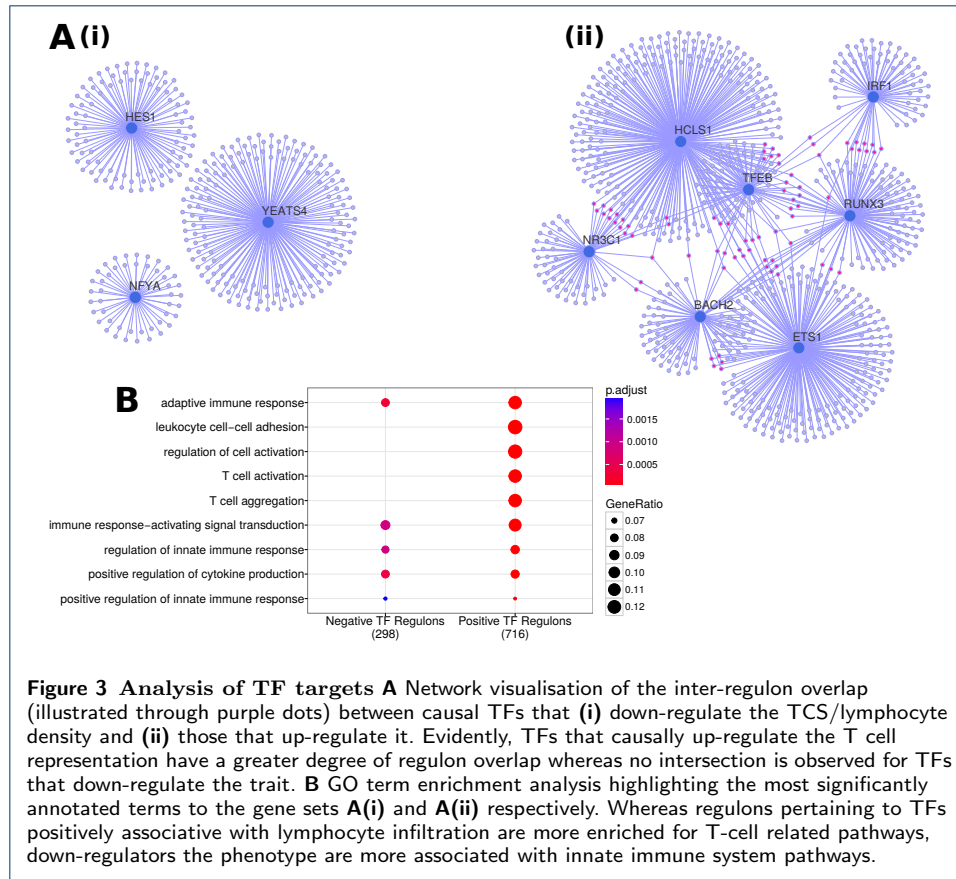 A (i)
HES1
YEATS4
NFYA
(ii)
IRF1
HCLS1
TFEB
RUNX3
NR3C1
BACH2
ETS1
B
adaptive immune response
leukocyte cell−cell adhesion
regulation of cell activation
T cell activation
T cell aggregation
immune response−activating signal transduction
regulation of innate immune response
positive regulation of cytokine production
positive regulation of innate immune response
Negative TF Regulons
(298)
Positive TF Regulons
(716)
p.adjust
0.0015
0.0010
0.0005
GeneRatio
0.07
0.08
0.09
0.10
0.11
0.12
Figure 3 Analysis of TF targets A Network visualisation of the inter-regulon overlap
(illustrated through purple dots) between causal TFs that (i) down-regulate the TCS/lymphocyte
density and (ii) those that up-regulate it. Evidently, TFs that causally up-regulate the T cell
representation have a greater degree of regulon overlap whereas no intersection is observed for TFs
that down-regulate the trait. B GO term enrichment analysis highlighting the most significantly
annotated terms to the gene sets A(i) and A(ii) respectively. Whereas regulons pertaining to TFs
positively associative with lymphocyte infiltration are more enriched for T-cell related pathways,
down-regulators the phenotype are more associated with innate immune system pathways.